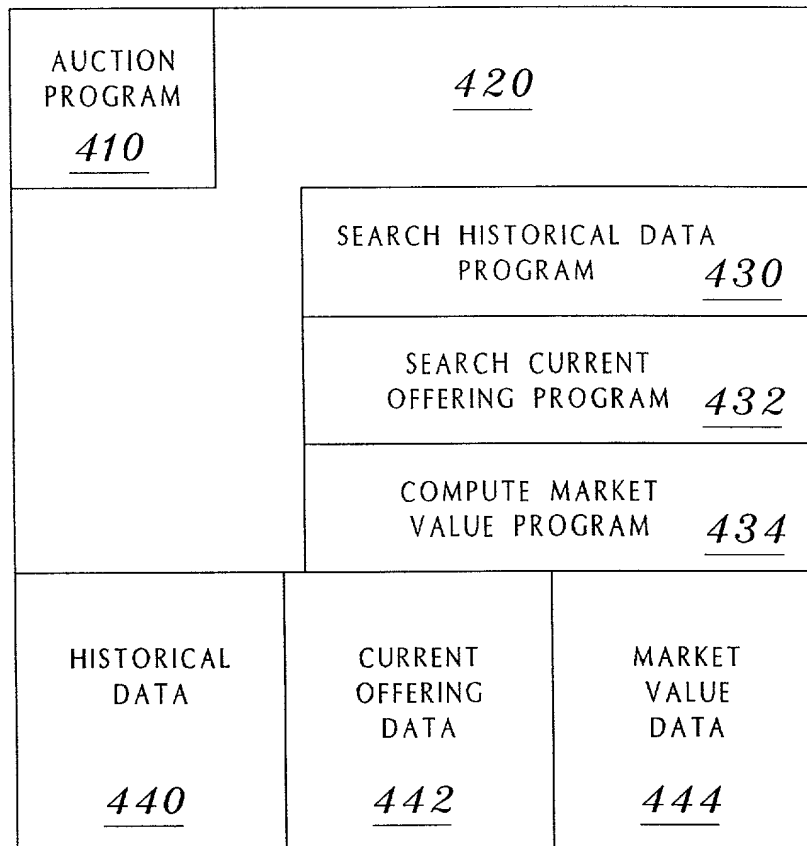 AUCTION
PROGRAM
410
420
SEARCH HISTORICAL DATA
PROGRAM 430
SEARCH CURRENT
OFFERING PROGRAM 432
COMPUTE MARKET
VALUE PROGRAM 434
HISTORICAL
DATA
440
CURRENT
OFFERING
DATA
442
MARKET
VALUE
DATA
444